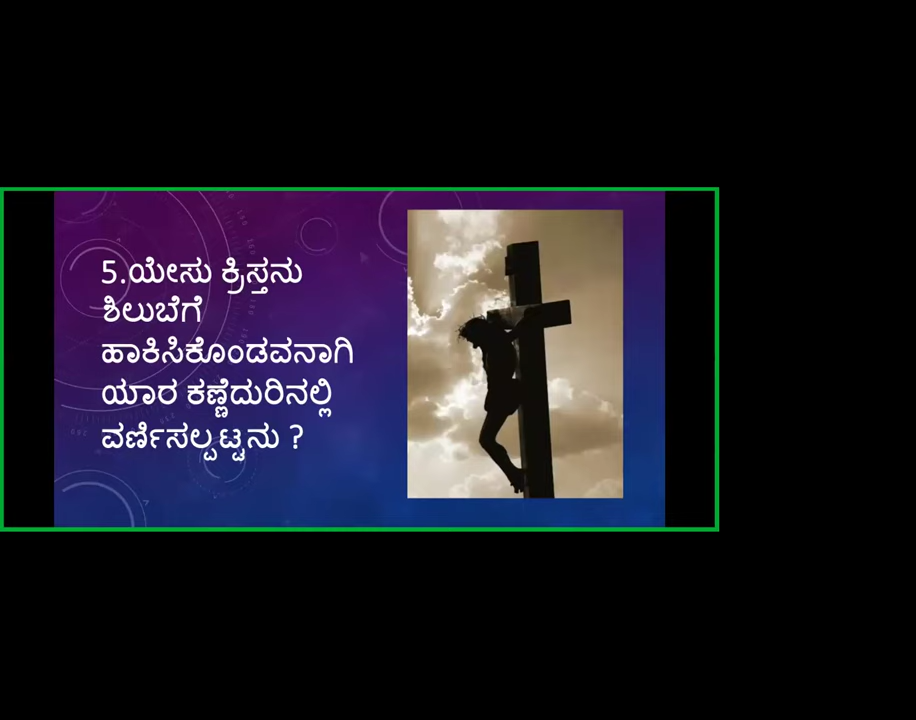 5.ಯೇಸು ಕ್ರಿಸ್ತನು
ಶಿಲುಬೆಗೆ
ಹಾಕಿಸಿಕೊಂಡವನಾಗಿ
ಯಾರ ಕಣ್ಣೆದುರಿನಲ್ಲಿ
ವರ್ಣಿಸಲ್ಪಟ್ಟನು ?